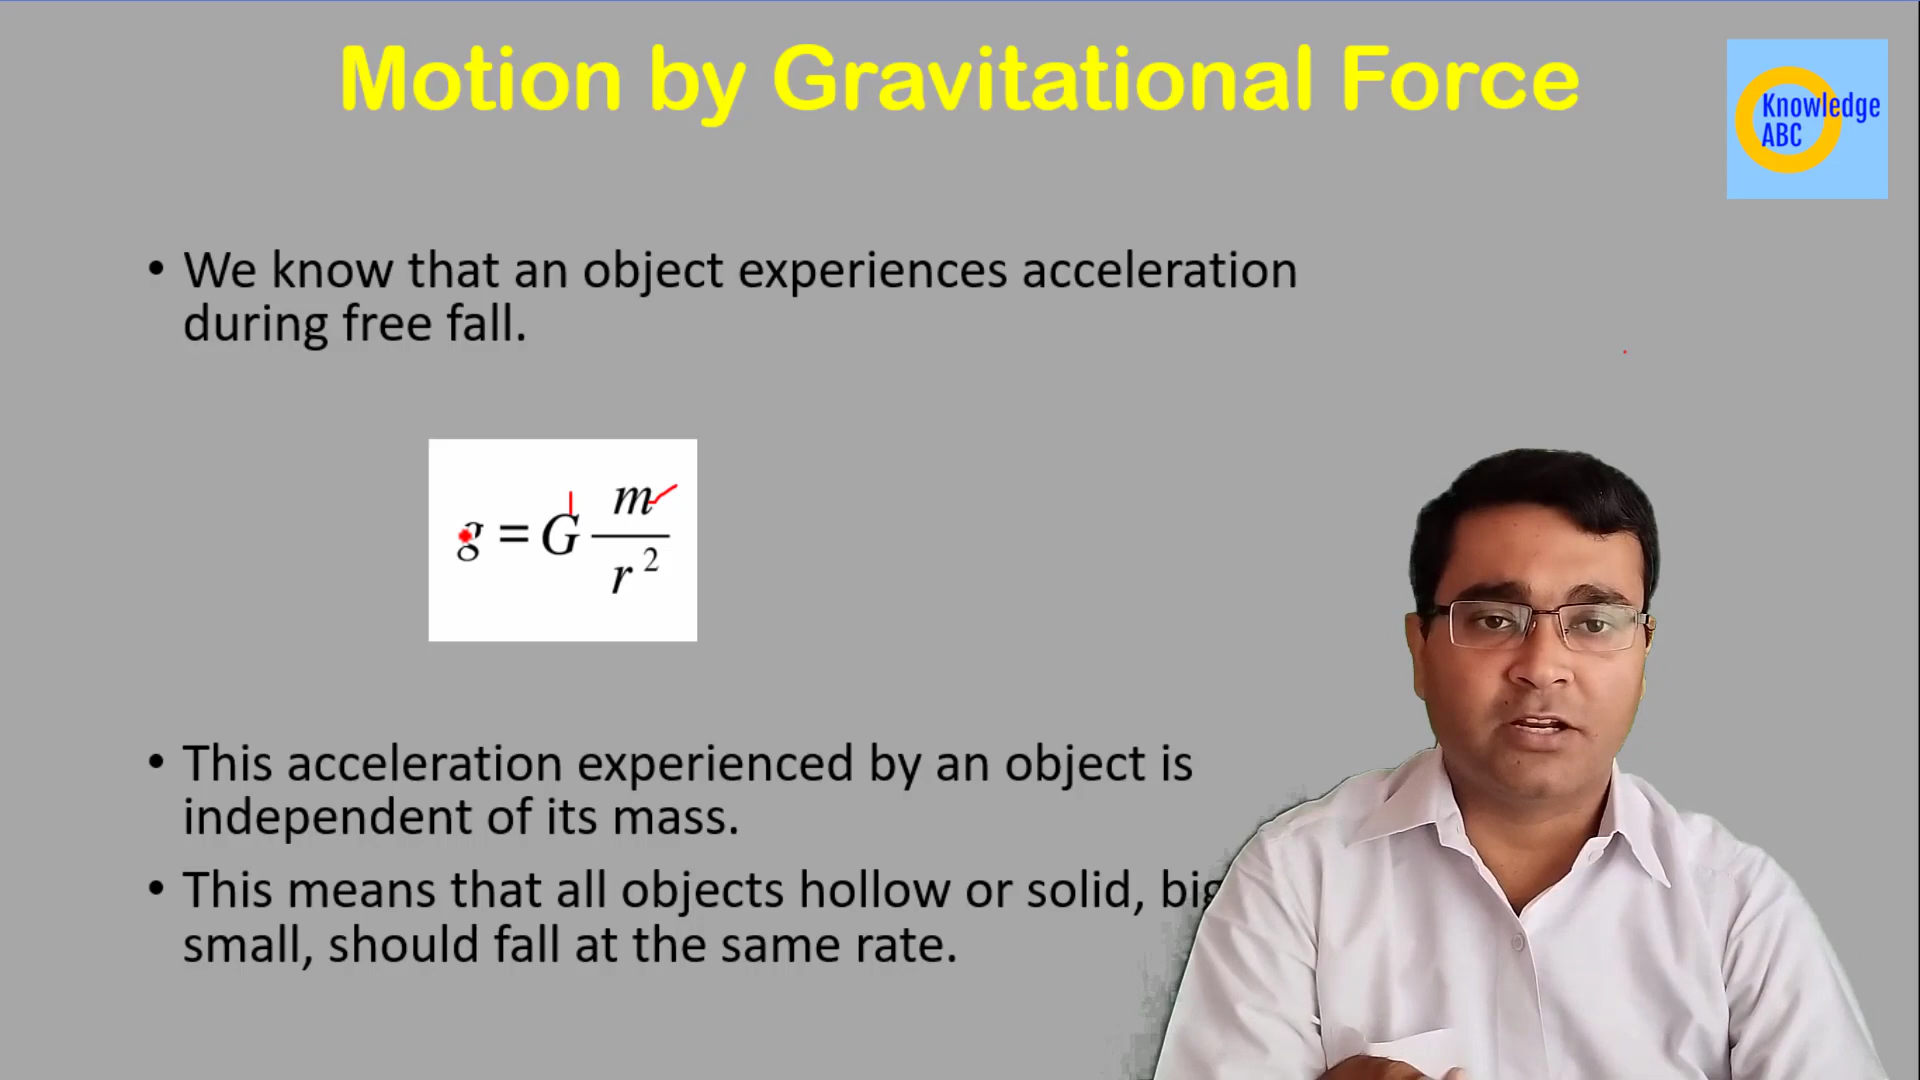 Motion by Gravitational Force
Knowledge
ABC
• We know that an object experiences acceleration
during free fall.
g = G m / r²
• This acceleration experienced by an object is
independent of its mass.
• This means that all objects hollow or solid, big
small, should fall at the same rate.